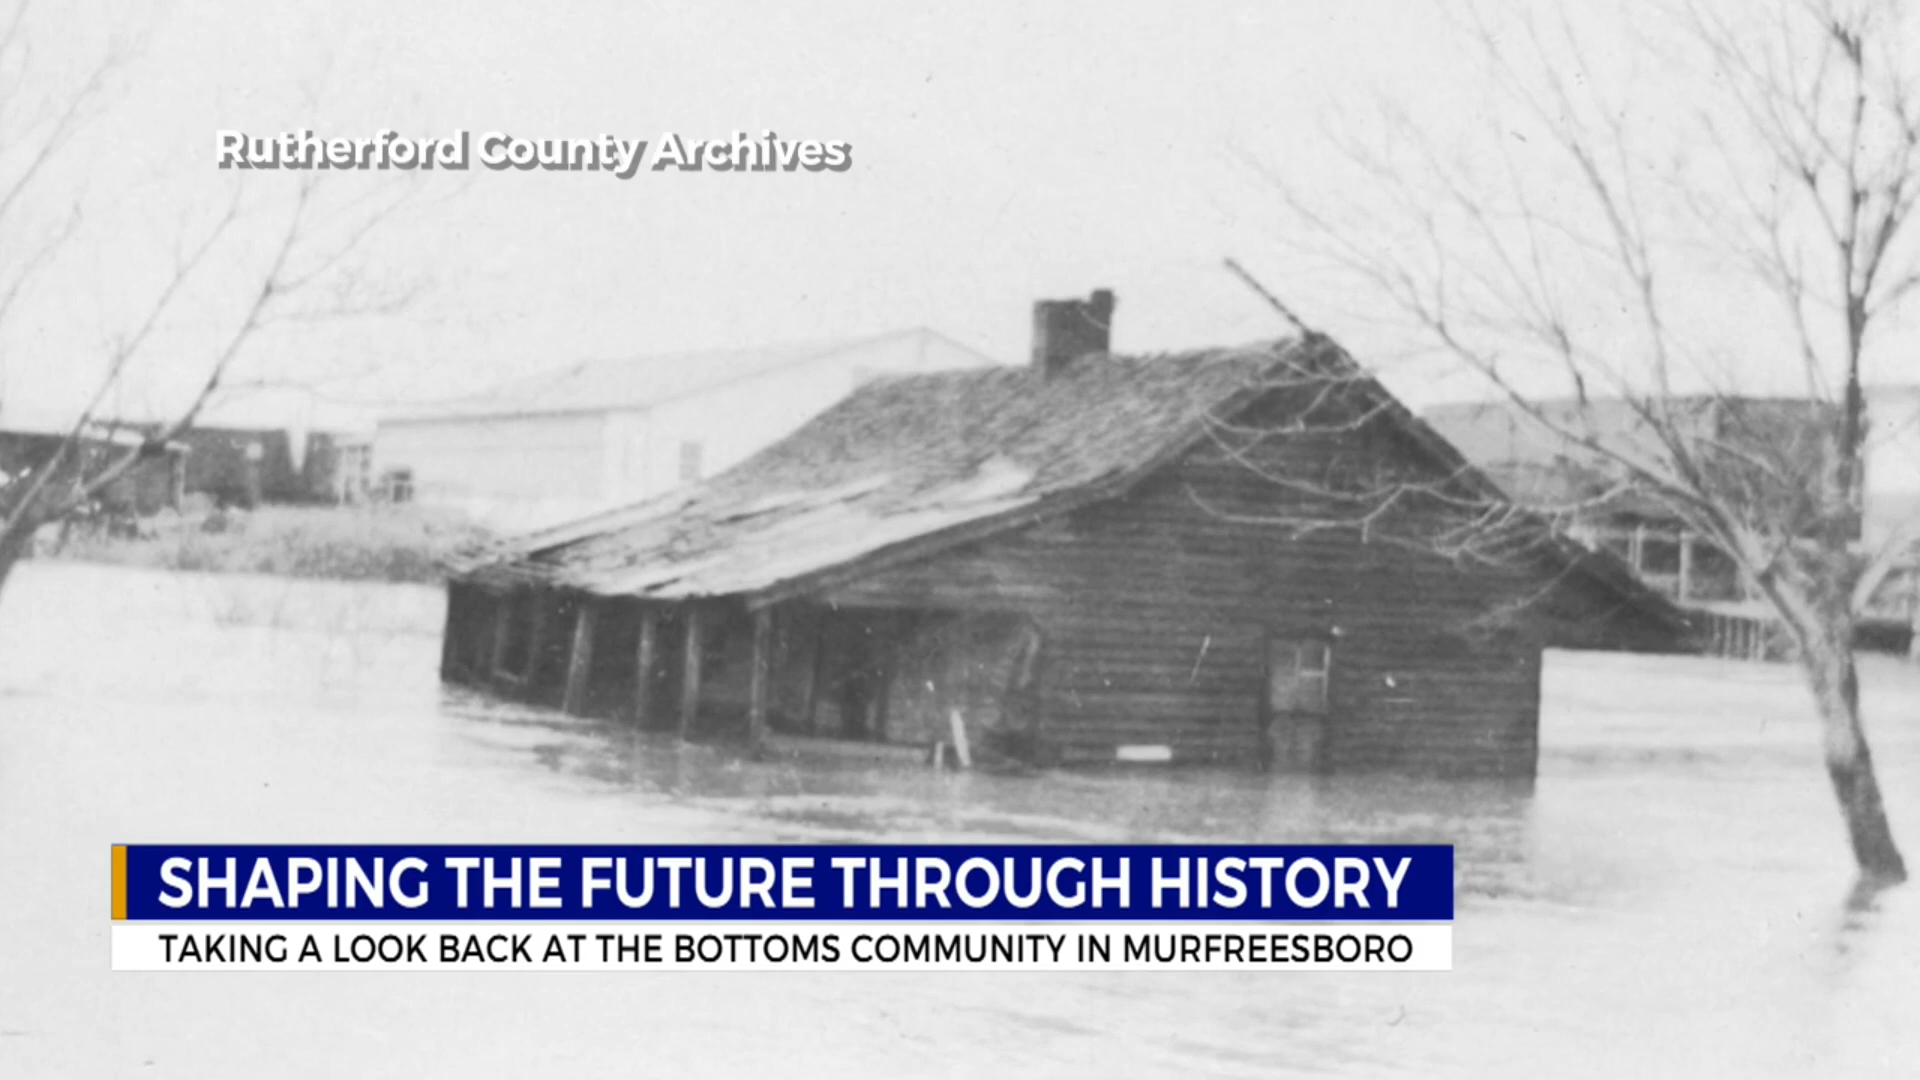 Rutherford County Archives
SHAPING THE FUTURE THROUGH HISTORY
TAKING A LOOK BACK AT THE BOTTOMS COMMUNITY IN MURFREESBORO